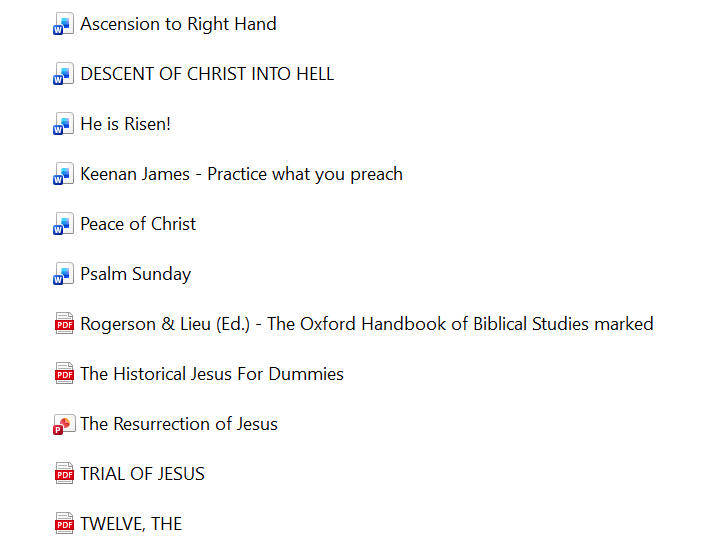 Ascension to Right Hand
DESCENT OF CHRIST INTO HELL
He is Risen!
Keenan James - Practice what you preach
Peace of Christ
Psalm Sunday
Rogerson & Lieu (Ed.) - The Oxford Handbook of Biblical Studies marked
The Historical Jesus For Dummies
The Resurrection of Jesus
TRIAL OF JESUS
TWELVE, THE